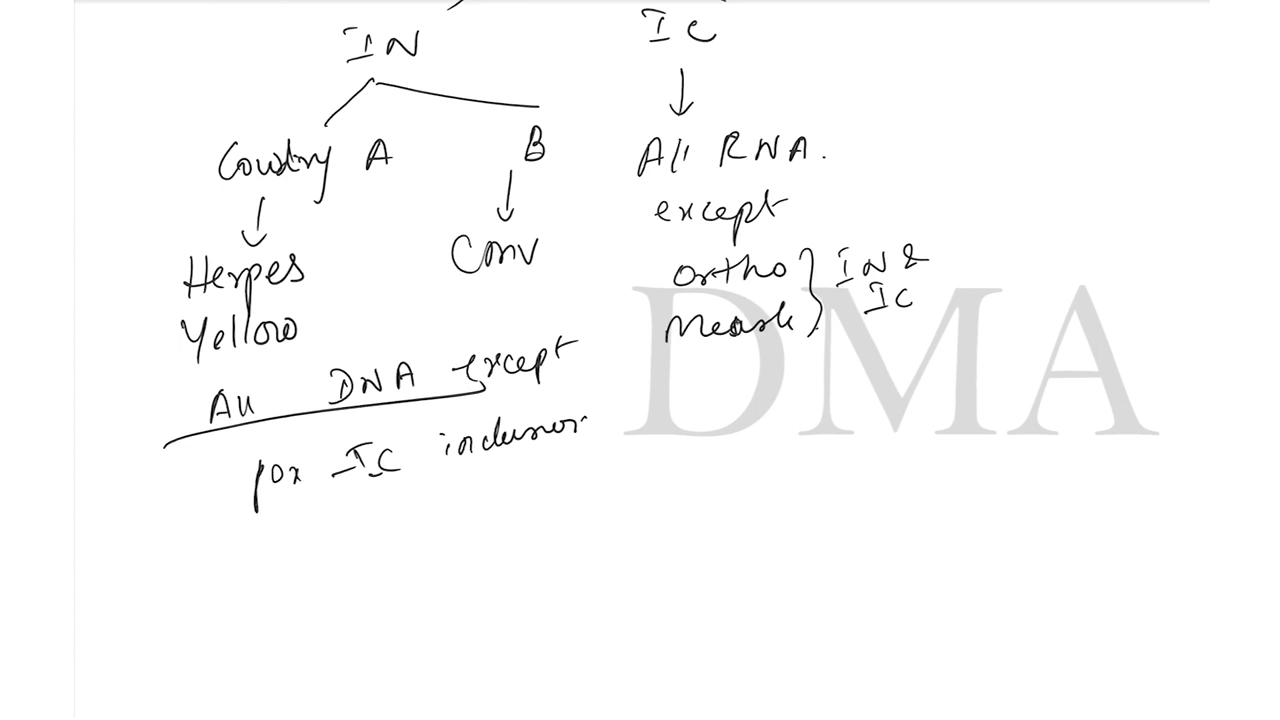 IN
Cowdry A B
Herpes
Yellow
Conv
All DNA except
pox IC inclusion
IC
All RNA.
except
ortho
Measle
IN &
IC
DMA